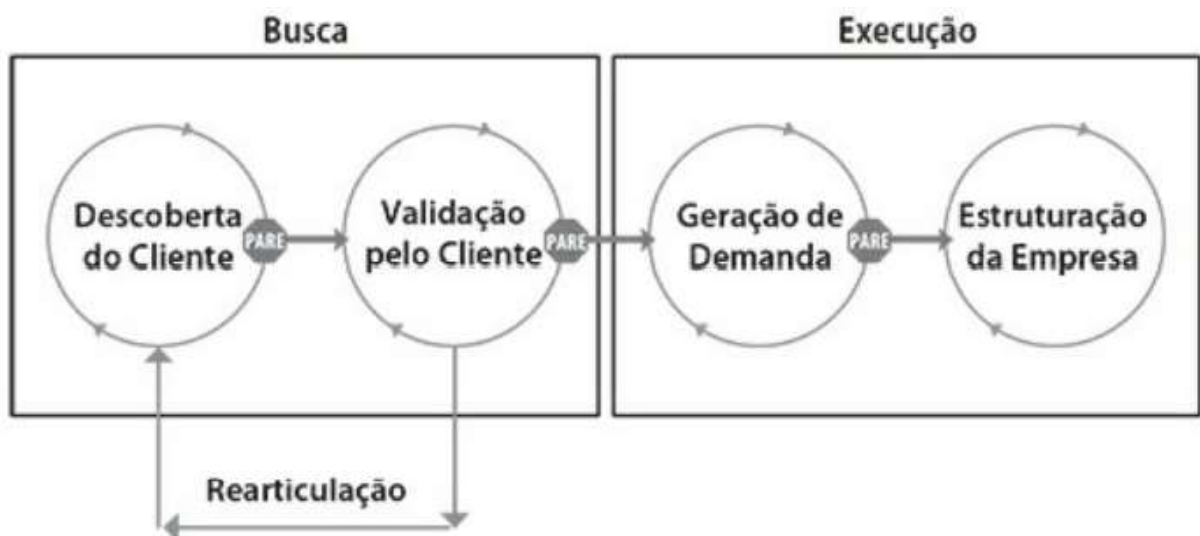 Busca
Execução
Descoberta
do Cliente
PARE
Validação
pelo Cliente
PARE
Geração de
Demanda
PARE
Estruturação
da Empresa
Rearticulação